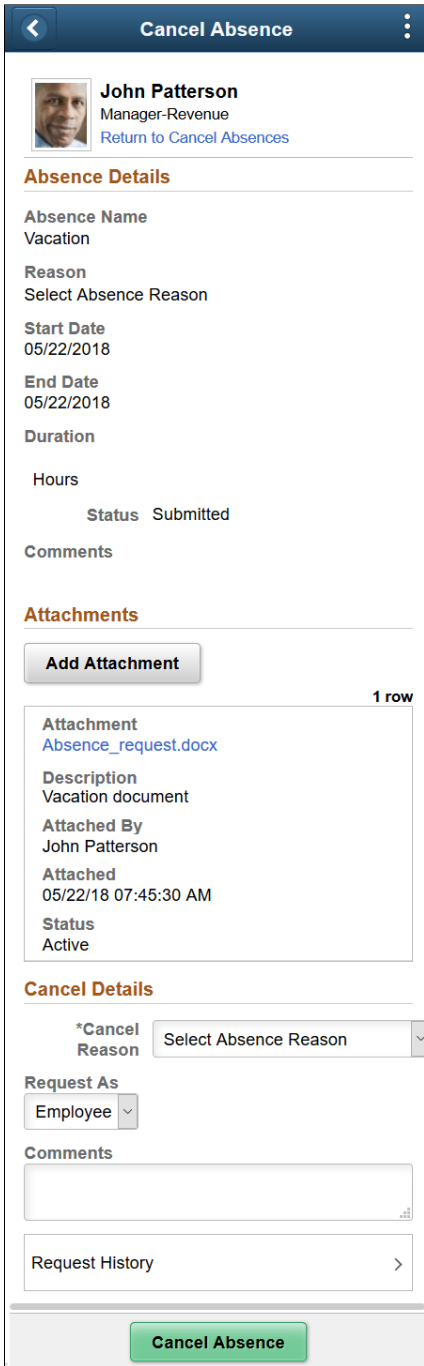 Cancel Absence
John Patterson
Manager-Revenue
Return to Cancel Absences
Absence Details
Absence Name
Vacation
Reason
Select Absence Reason
Start Date
05/22/2018
End Date
05/22/2018
Duration
Hours
Status Submitted
Comments
Attachments
Add Attachment
1 row
Attachment
Absence_request.docx
Description
Vacation document
Attached By
John Patterson
Attached
05/22/18 07:45:30 AM
Status
Active
Cancel Details
*Cancel
Reason
Select Absence Reason
Request As
Employee
Comments
Request History
Cancel Absence